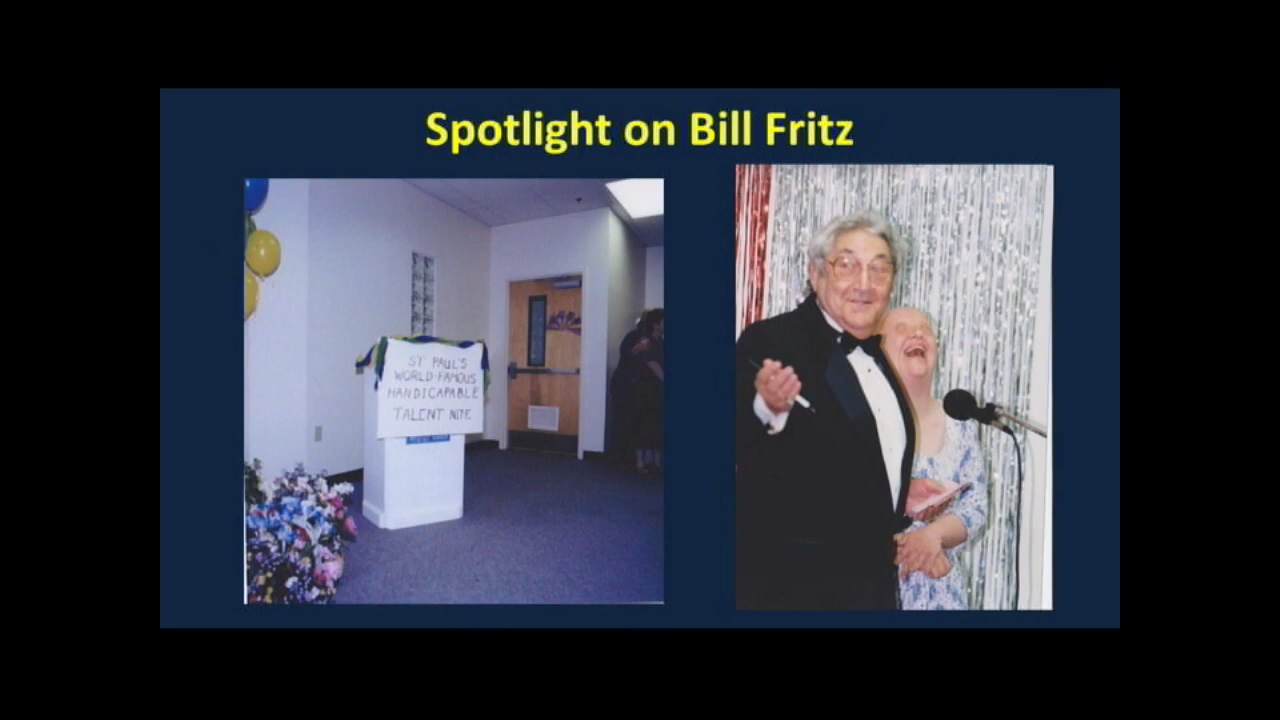 Spotlight on Bill Fritz
ST PAUL'S
WORLD-FAMOUS
HANDICAPABLE
TALENT NITE